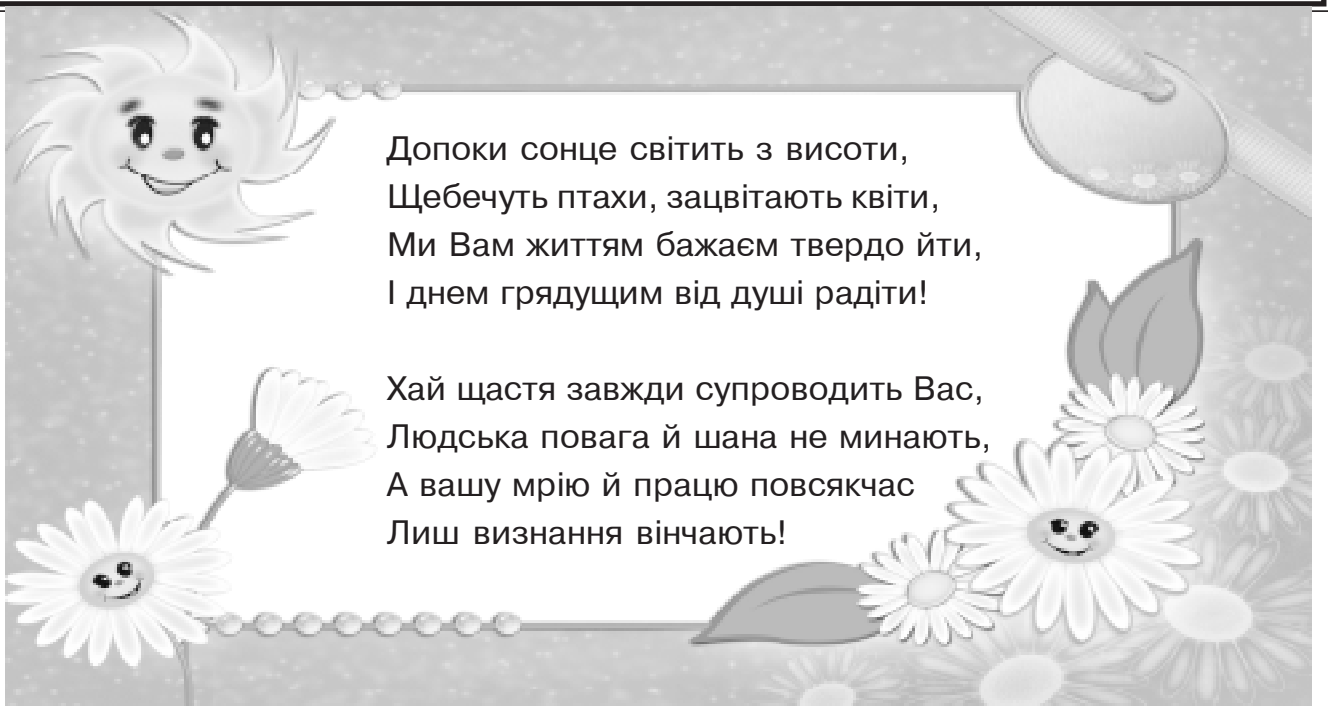 Допоки сонце світить з висоти,
Щебечуть птахи, зацвітають квіти,
Ми Вам життям бажаєм твердо йти,
І днем грядущим від душі радіти!
Хай щастя завжди супроводить Вас,
Людська повага й шана не минають,
А вашу мрію й працю повсякчас
Лиш визнання вінчають!